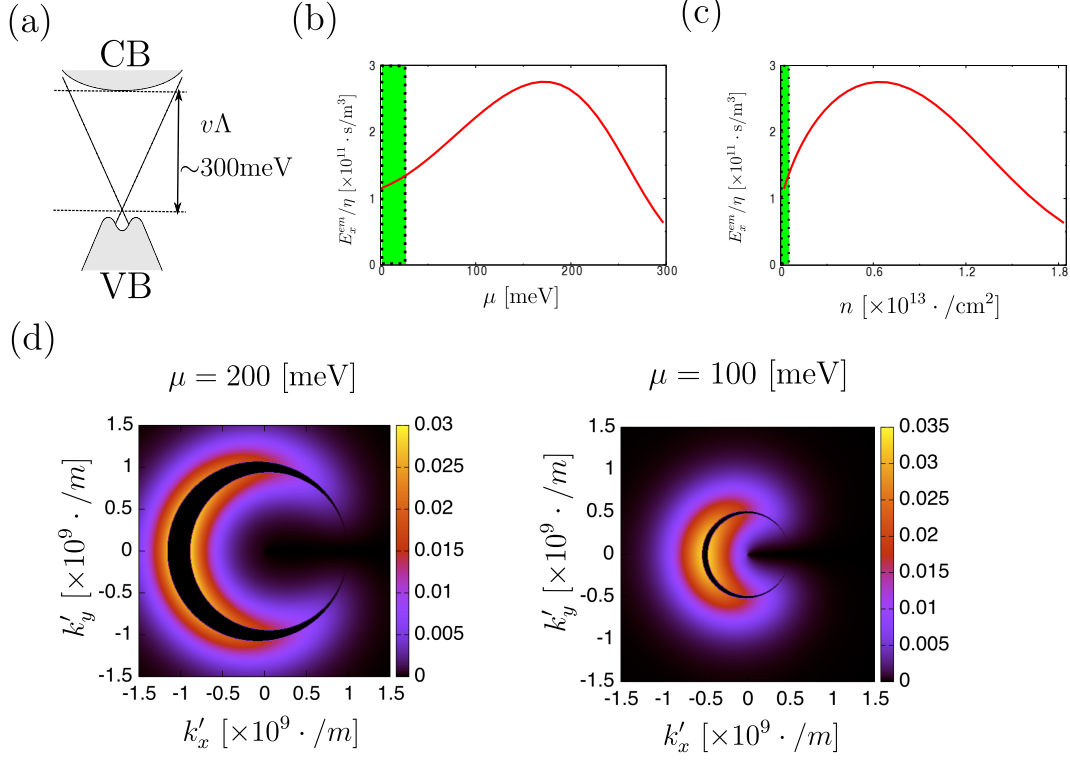 (a)
CB
vΛ
~300meV
VB
(b)
E_x^{em}/η [×10^{11} · s/m^3]
3
2
1
0
0 100 200 300
μ [meV]
(c)
E_x^{em}/η [×10^{11} · s/m^3]
3
2
1
0
0 0.6 1.2 1.8
n [×10^{13} · /cm^2]
(d)
μ = 200 [meV]
k'_y [×10^9 · /m]
1.5
1
0.5
0
-0.5
-1
-1.5
-1.5 -1 -0.5 0 0.5 1 1.5
k'_x [×10^9 · /m]
0.03
0.025
0.02
0.015
0.01
0.005
0
μ = 100 [meV]
k'_y [×10^9 · /m]
1.5
1
0.5
0
-0.5
-1
-1.5
-1.5 -1 -0.5 0 0.5 1 1.5
k'_x [×10^9 · /m]
0.035
0.03
0.025
0.02
0.015
0.01
0.005
0